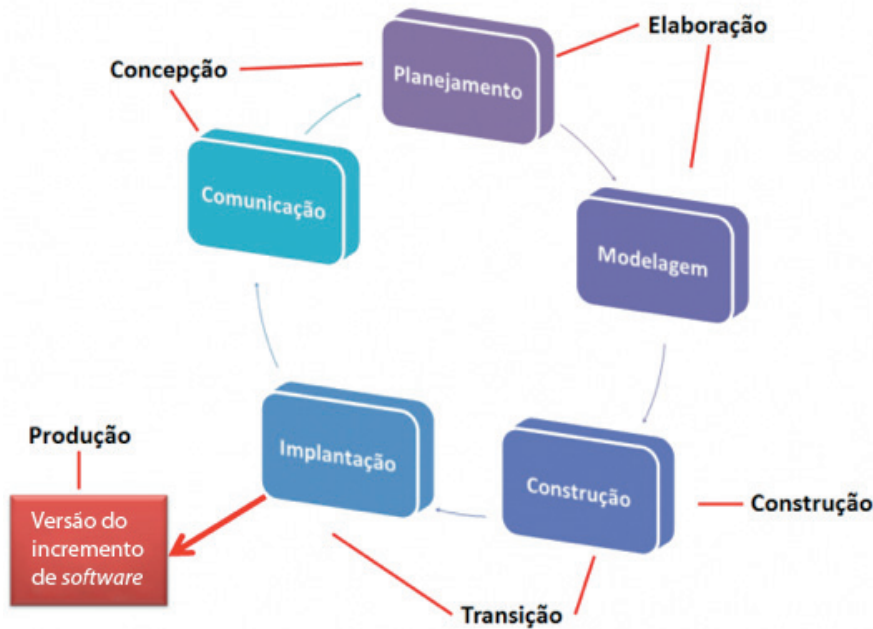 Elaboração
Concepção
Planejamento
Comunicação
Modelagem
Produção
Implantação
Construção
Construção
Versão do
incremento
de software
Transição